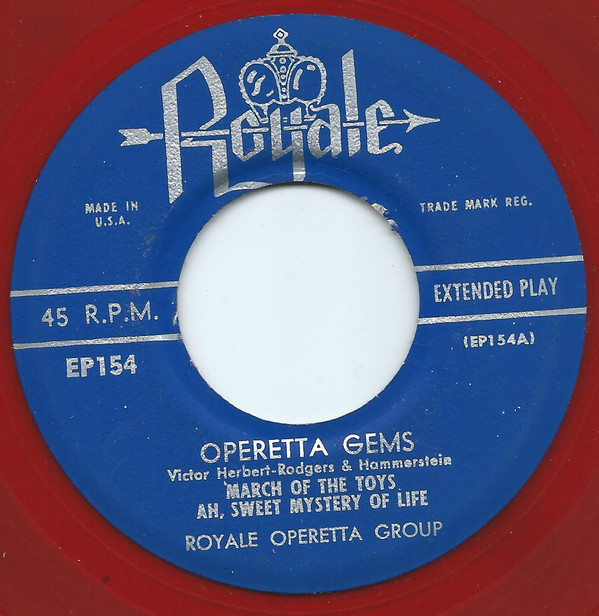 Royale
MADE IN
U.S.A.
TRADE MARK REG.
45 R.P.M.
EXTENDED PLAY
EP154
(EP154A)
OPERETTA GEMS
Victor Herbert-Rodgers & Hammerstein
MARCH OF THE TOYS
AH, SWEET MYSTERY OF LIFE
ROYALE OPERETTA GROUP